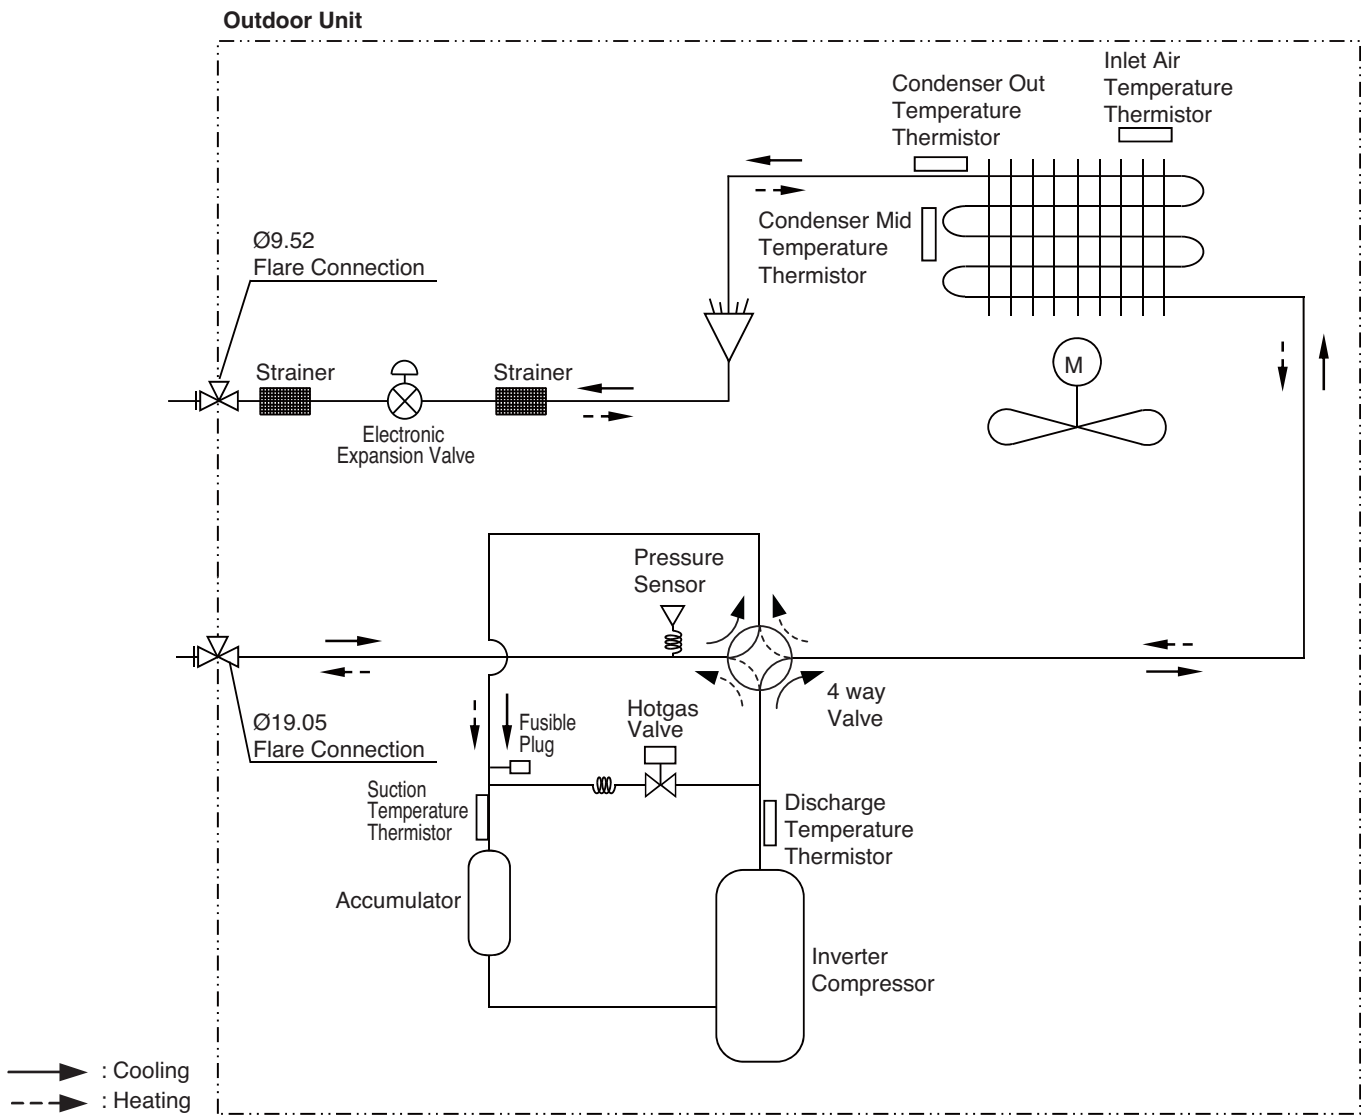 Outdoor Unit
Inlet Air
Temperature
Thermistor
Condenser Out
Temperature
Thermistor
Condenser Mid
Temperature
Thermistor
Ø9.52
Flare Connection
Strainer
Strainer
M
Electronic
Expansion Valve
Pressure
Sensor
4 way
Valve
Ø19.05
Flare Connection
Fusible
Plug
Hotgas
Valve
Suction
Temperature
Thermistor
Discharge
Temperature
Thermistor
Accumulator
Inverter
Compressor
: Cooling
: Heating